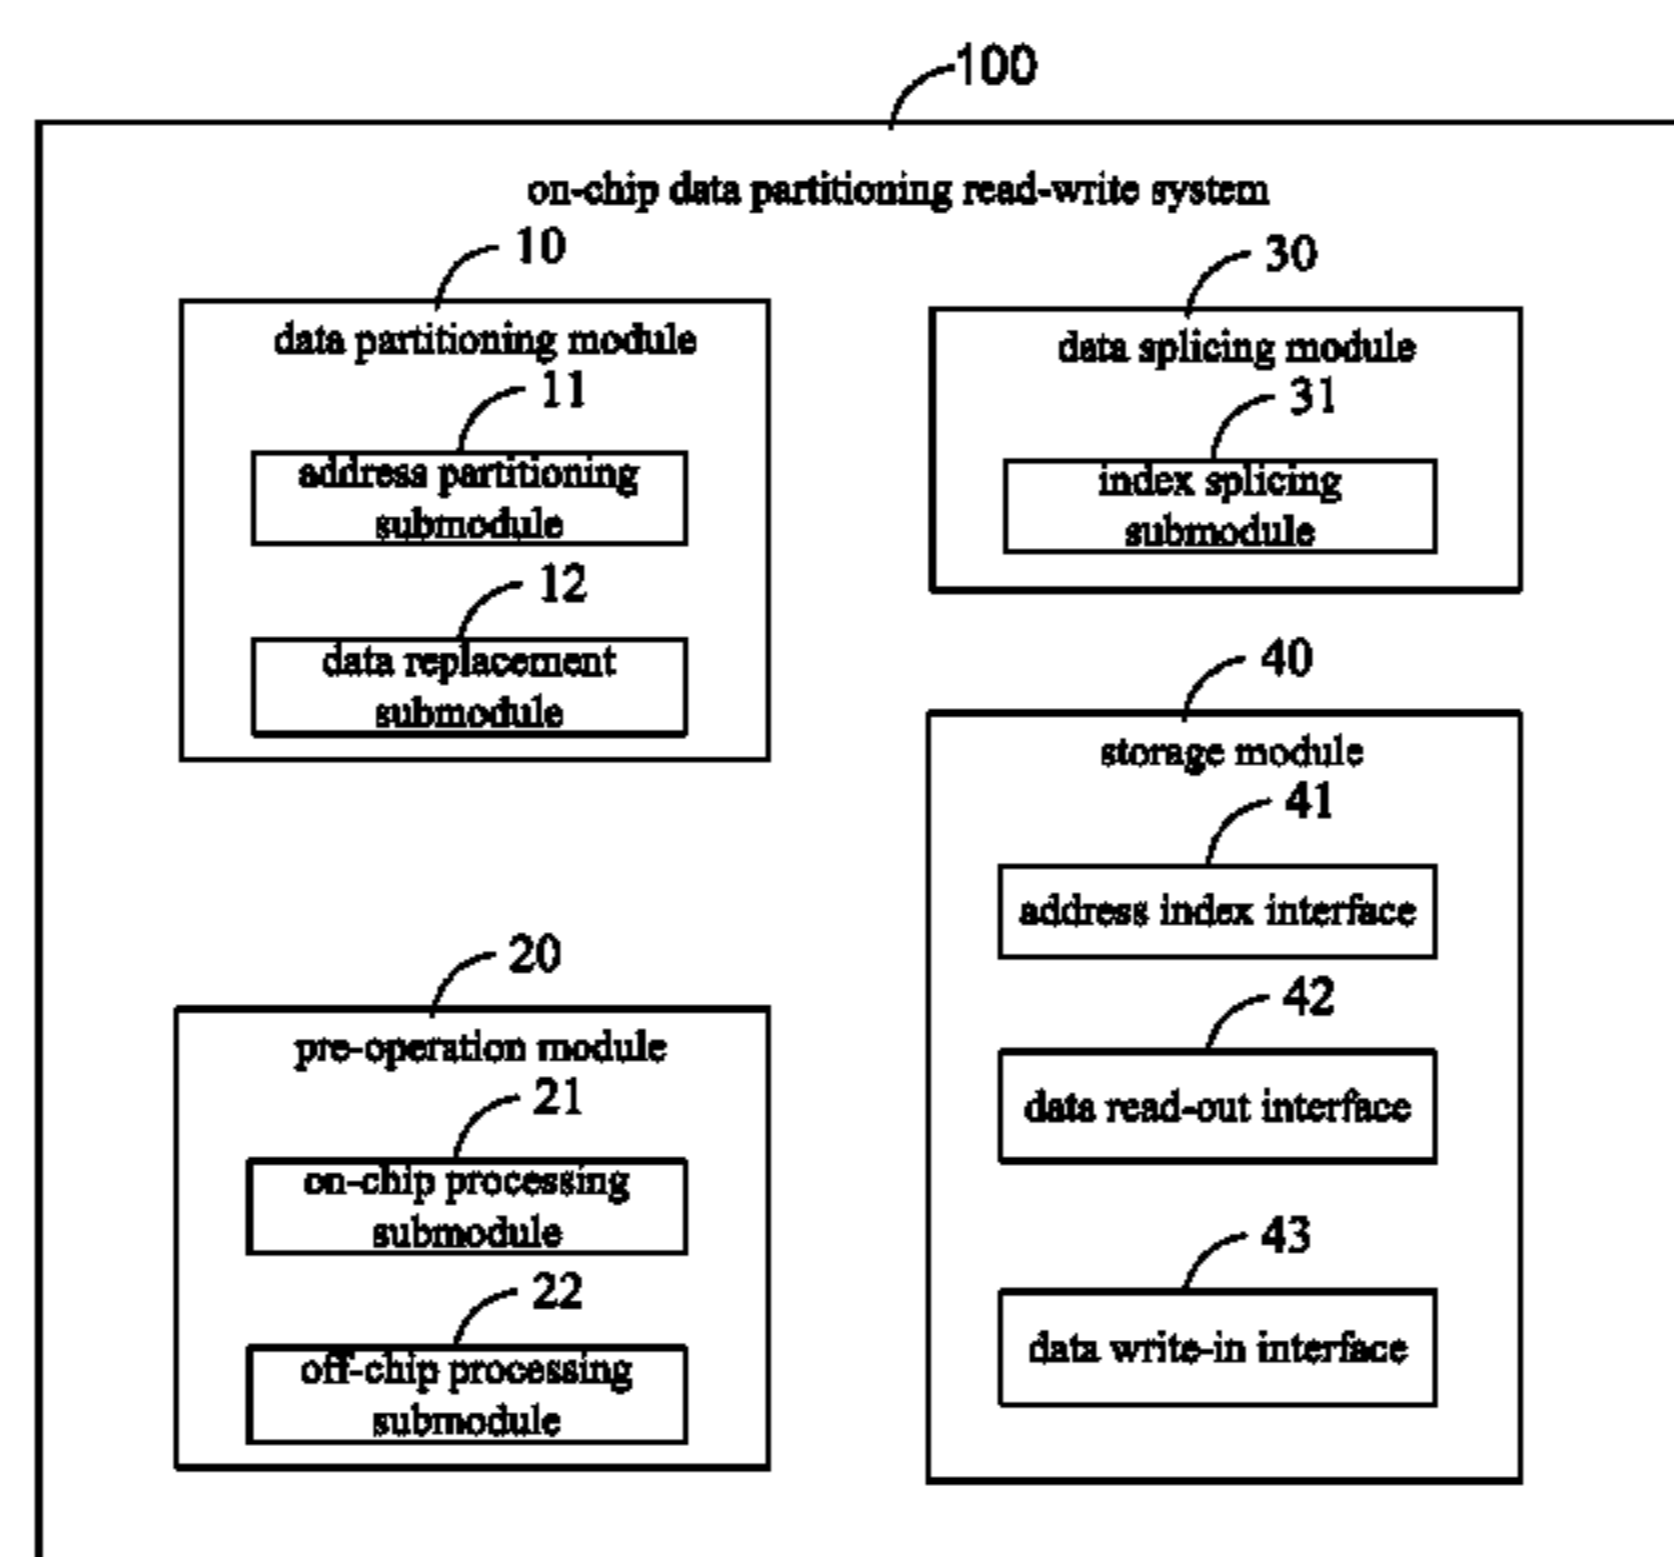 100
on-chip data partitioning read-write system
10
data partitioning module
11
address partitioning
submodule
12
data replacement
submodule
20
pre-operation module
21
on-chip processing
submodule
22
off-chip processing
submodule
30
data splicing module
31
index splicing
submodule
40
storage module
41
address index interface
42
data read-out interface
43
data write-in interface